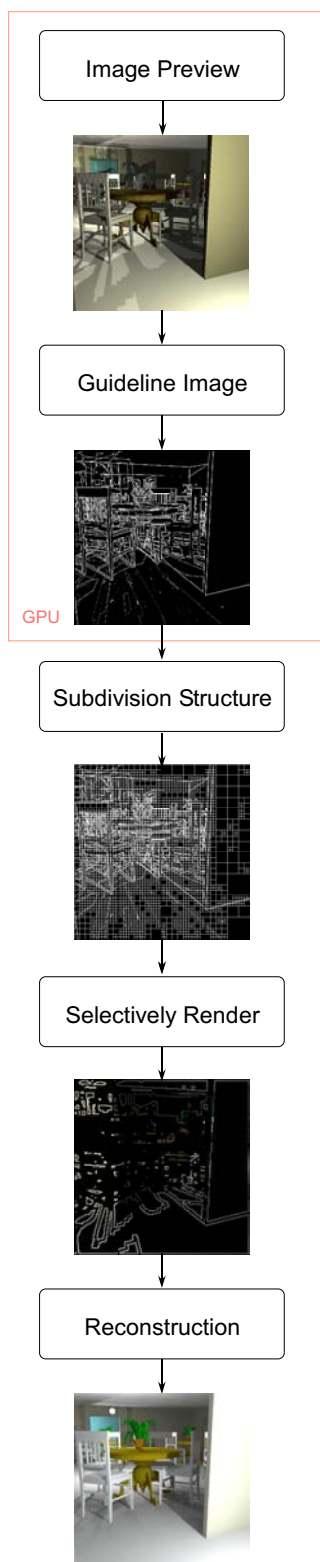 Image Preview
Guideline Image
GPU
Subdivision Structure
Selectively Render
Reconstruction